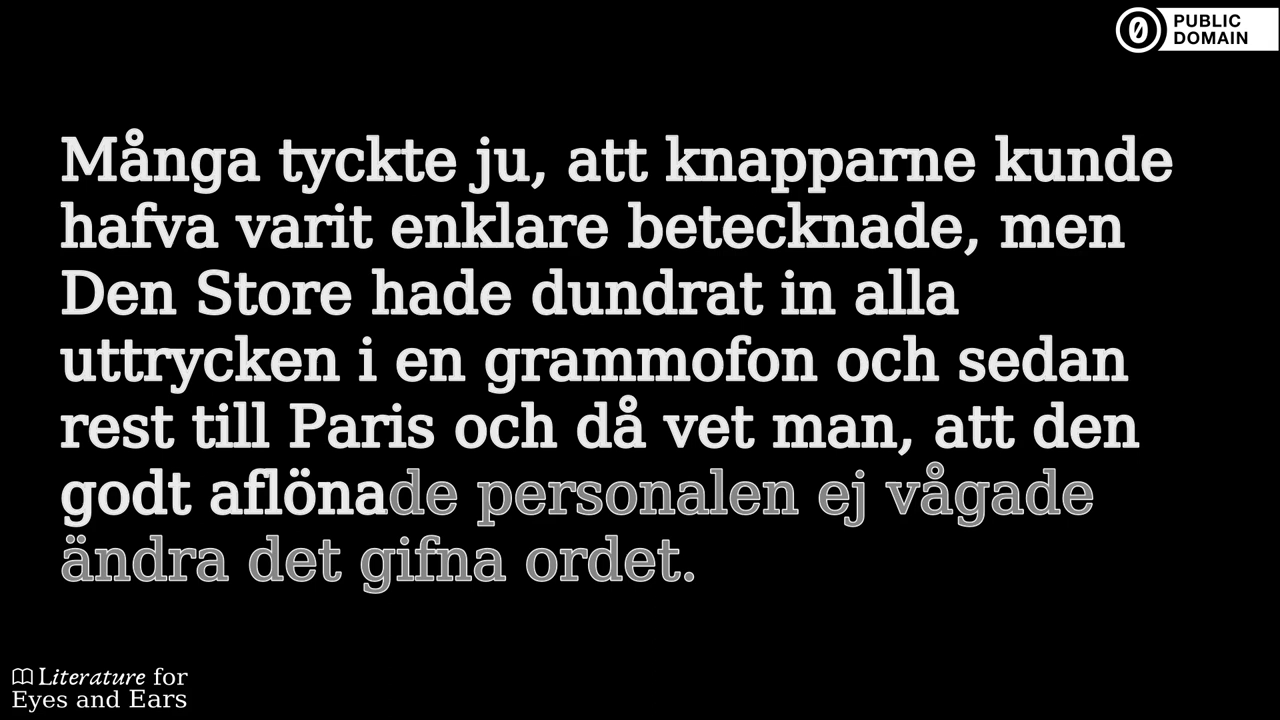 PUBLIC
DOMAIN
Många tyckte ju, att knapparne kunde
hafva varit enklare betecknade, men
Den Store hade dundrat in alla
uttrycken i en grammofon och sedan
rest till Paris och då vet man, att den
godt aflönade personalen ej vågade
ändra det gifna ordet.
Literature for
Eyes and Ears